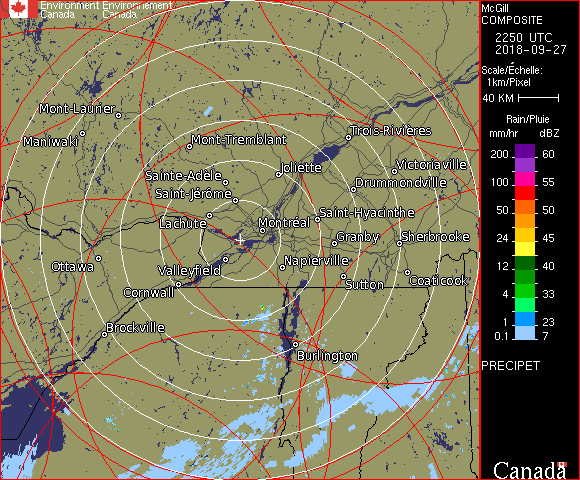 Environment Environnement
Canada Canada
McGill
COMPOSITE
2250 UTC
2018-09-27
Scale/Échelle:
1km/Pixel
40 KM
Rain/Pluie
mm/hr dBZ
200 60
100 55
85 50
50 45
24 40
12 33
4 23
1 7
0.1
PRECIPET
Canada
Mont-Laurier
Maniwaki
Mont-Tremblant
Trois-Rivières
Sainte-Adèle
Joliette
Victoriaville
Saint-Jérôme
Drummondville
Lachute
Montréal
Saint-Hyacinthe
Granby
Sherbrooke
Ottawa
Valleyfield
Napierville
Cornwall
Sutton
Coaticook
Brockville
Burlington